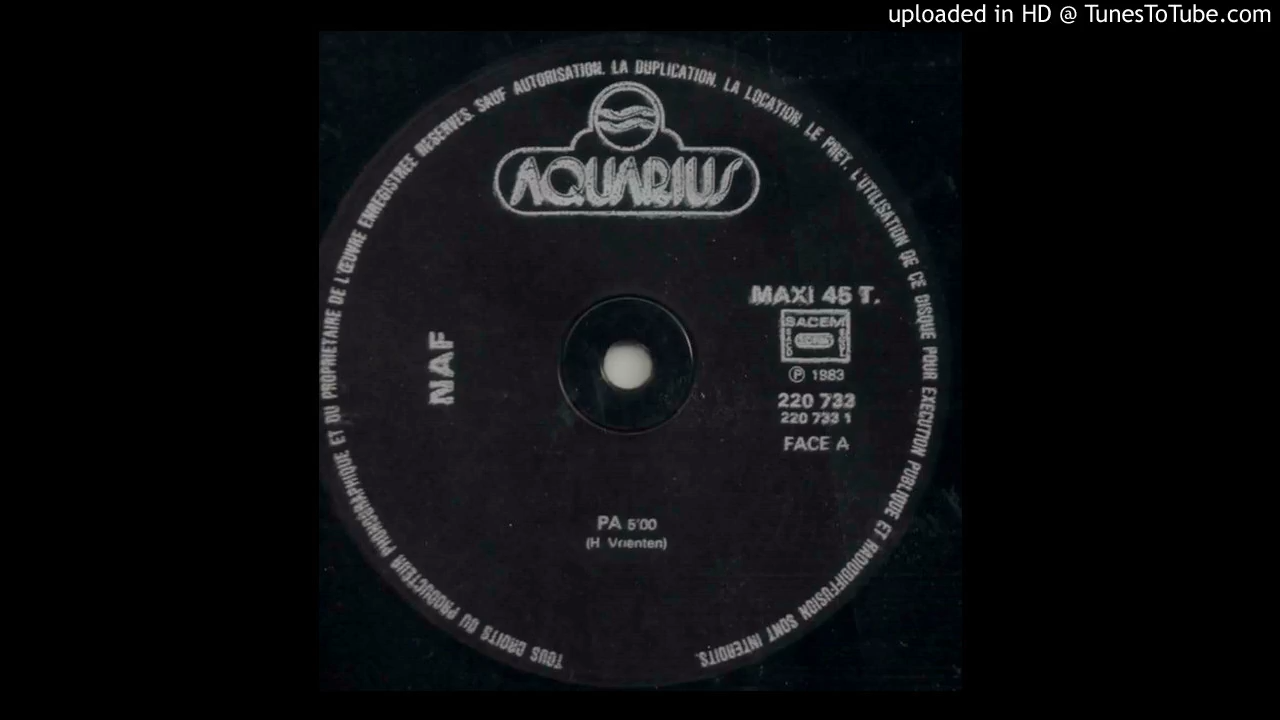 uploaded in HD @ TunesToTube.com
TOUS DROITS DU PRODUCTEUR PHONOGRAPHIQUE ET DU PROPRIETAIRE DE L'ŒUVRE ENREGISTREE RESERVES. SAUF AUTORISATION, LA DUPLICATION, LA LOCATION, LE PRET, L'UTILISATION DE CE DISQUE POUR EXECUTION PUBLIQUE ET RADIODIFFUSION SONT INTERDITS.
AQUARIUS
NAF
MAXI 45 T.
SACEM
℗ 1983
220 733
220 733 1
FACE A
PA 5'00
(H. Vrienten)